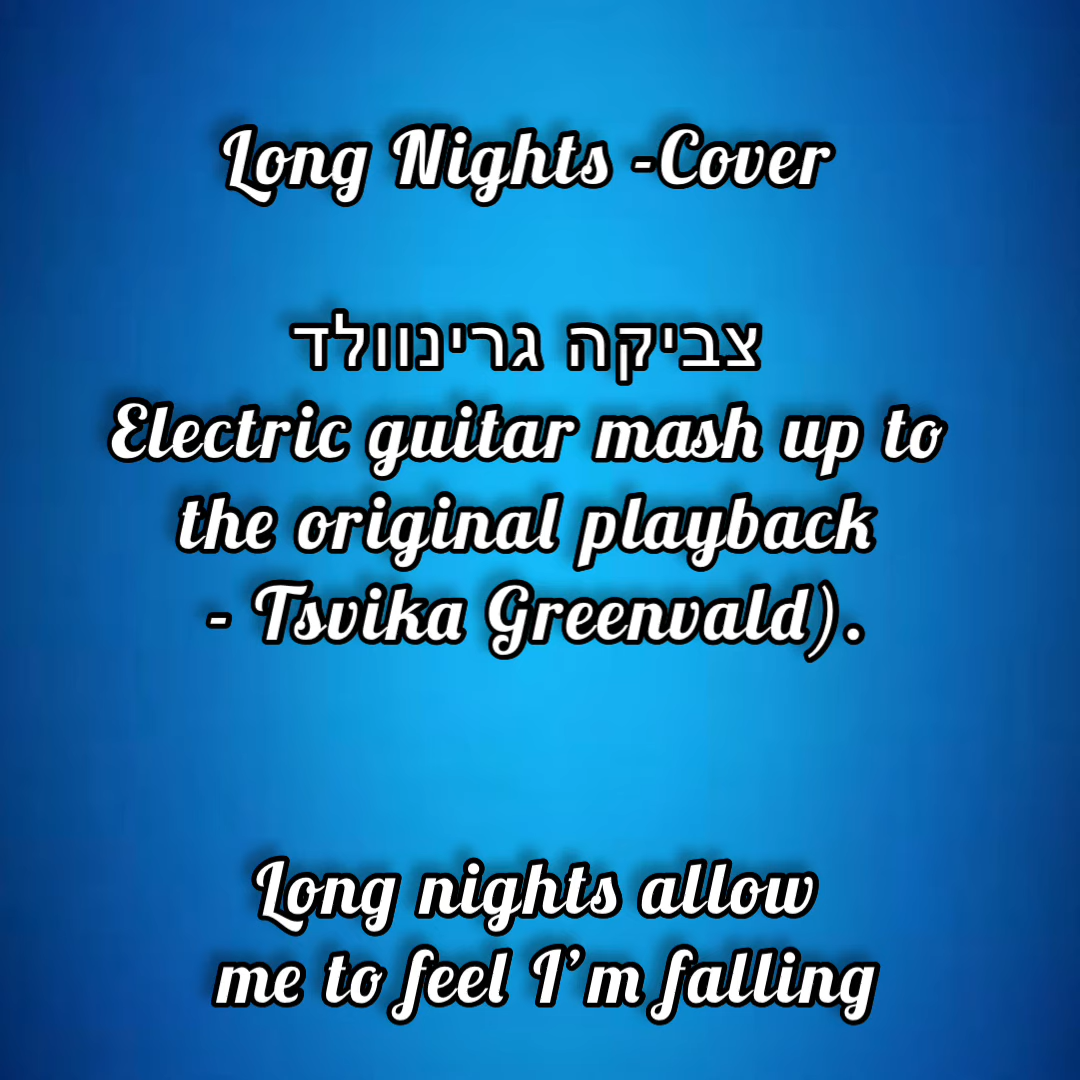 Long Nights -Cover
צביקה גרינוולד
Electric guitar mash up to
the original playback
- Tsvika Greenvald).
Long nights allow
me to feel I’m falling